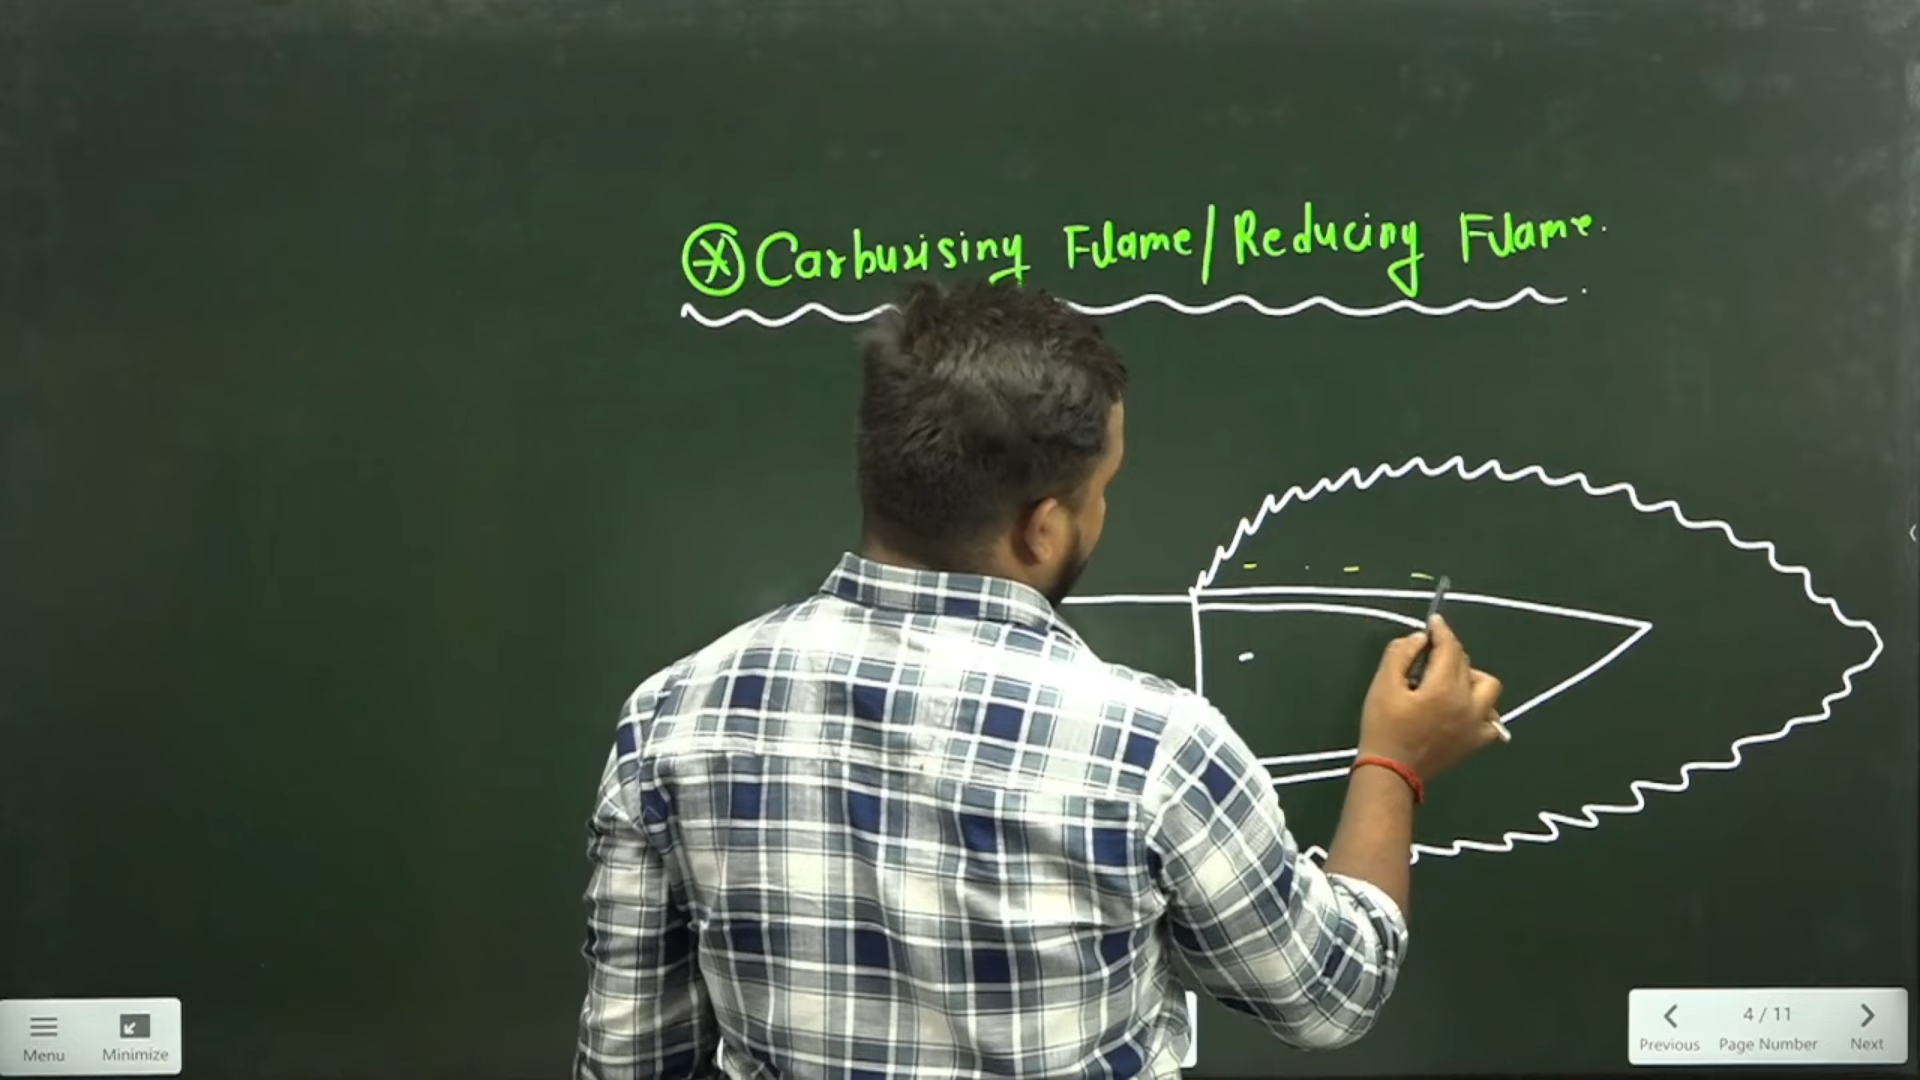 Carburising Flame/Reducing Flame.
4 / 11
Menu Minimize Previous Page Number Next